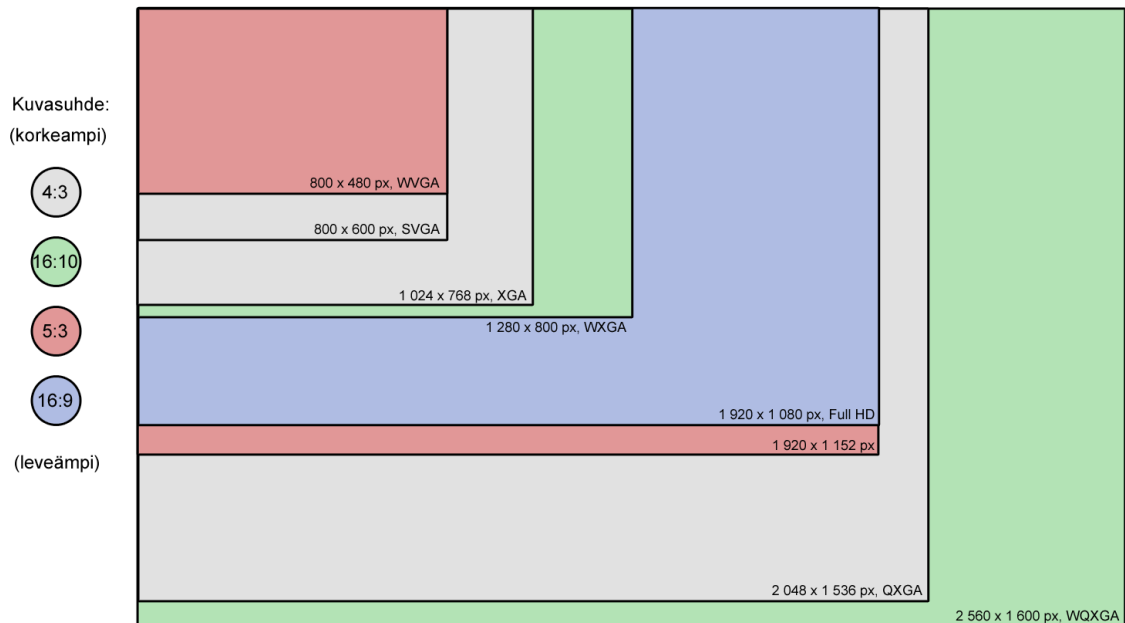 Kuvasuhde:
(korkeampi)
4:3
16:10
5:3
16:9
(leveämpi)
800 x 480 px, WVGA
800 x 600 px, SVGA
1 024 x 768 px, XGA
1 280 x 800 px, WXGA
1 920 x 1 080 px, Full HD
1 920 x 1 152 px
2 048 x 1 536 px, QXGA
2 560 x 1 600 px, WQXGA